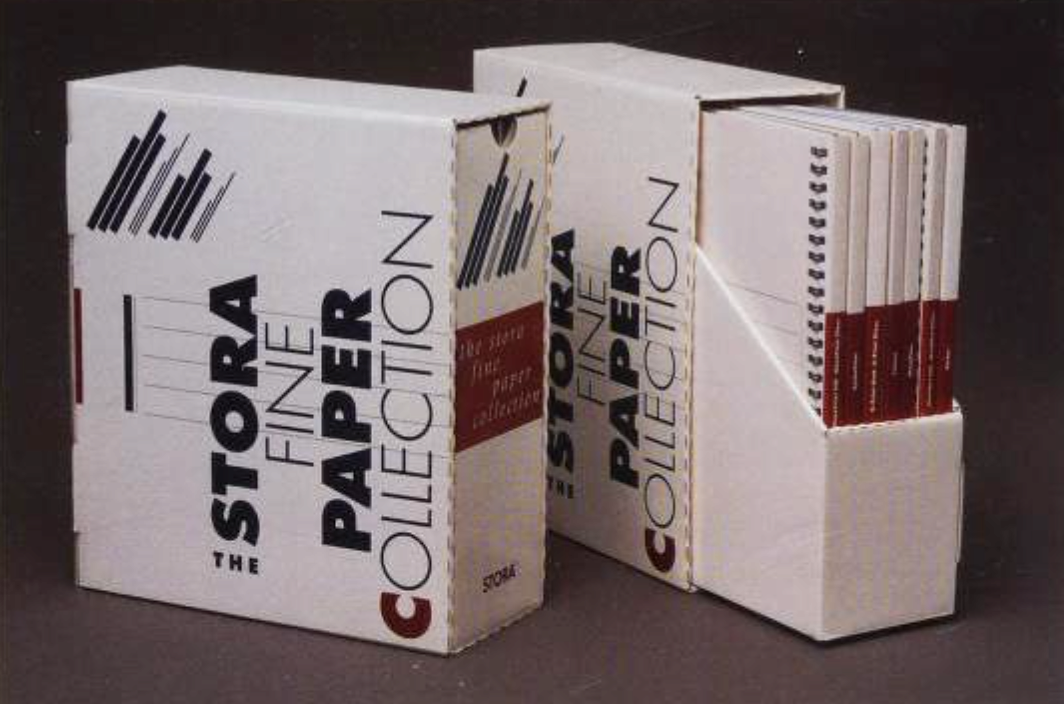 THE STORA
FINE
PAPER
COLLECTION
the stora
fine
paper
collection
STORA
THE STORA
FINE
PAPER
COLLECTION